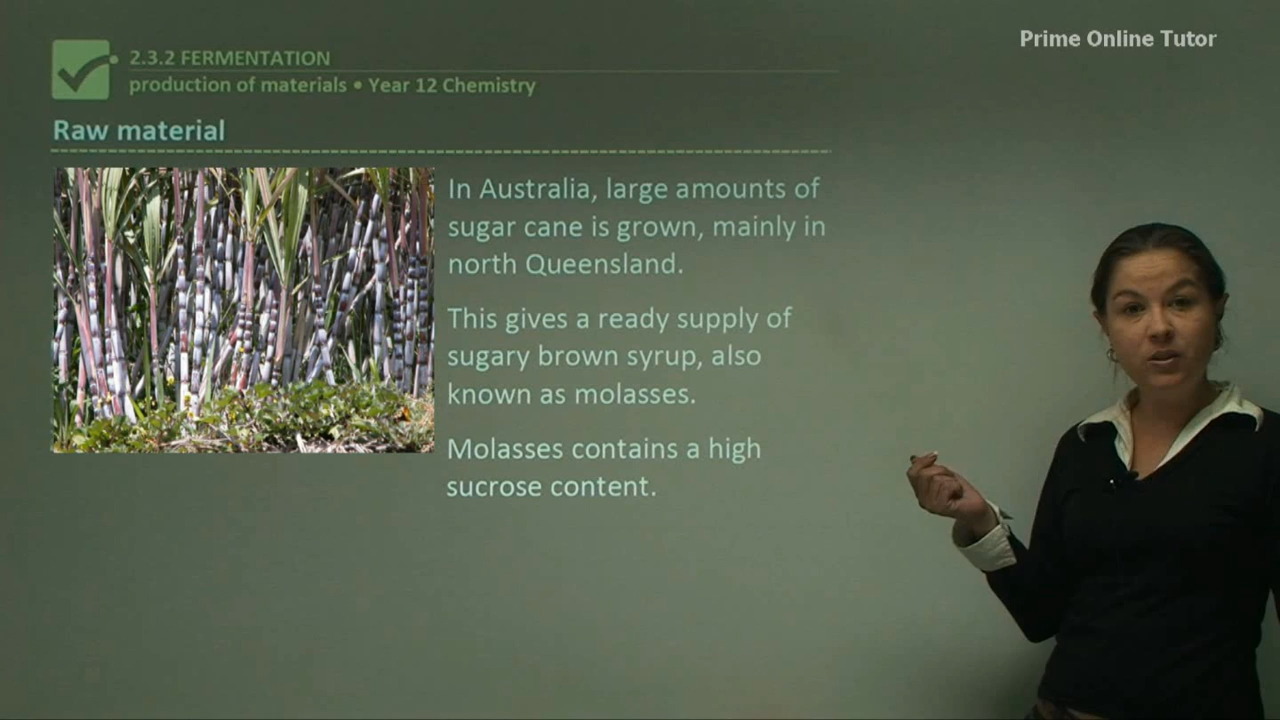 Prime Online Tutor
2.3.2 FERMENTATION
production of materials • Year 12 Chemistry
Raw material
In Australia, large amounts of
sugar cane is grown, mainly in
north Queensland.
This gives a ready supply of
sugary brown syrup, also
known as molasses.
Molasses contains a high
sucrose content.